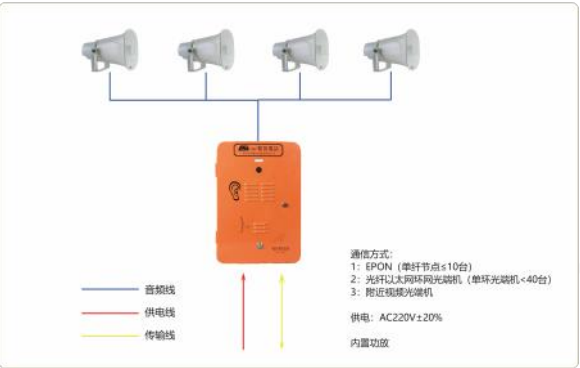 通信方式:
1: EPON (单纤节点≤10台)
2: 光纤以太网环网光端机 (单环光端机<40台)
3: 附近视频光端机
音频线
供电线
供电: AC220V±20%
传输线
内置功放